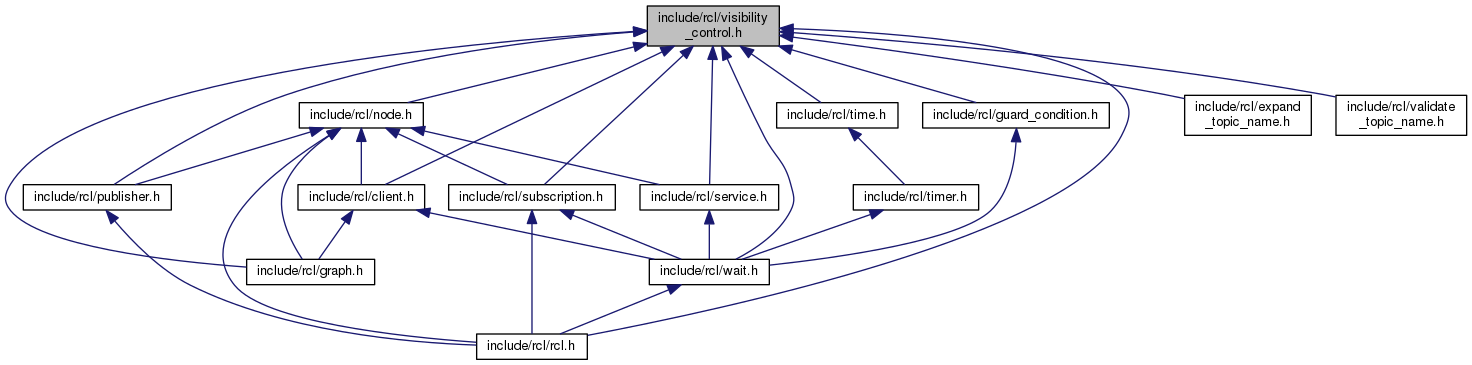 include/rcl/visibility
_control.h
include/rcl/node.h
include/rcl/time.h
include/rcl/guard_condition.h
include/rcl/expand
_topic_name.h
include/rcl/validate
_topic_name.h
include/rcl/publisher.h
include/rcl/client.h
include/rcl/subscription.h
include/rcl/service.h
include/rcl/timer.h
include/rcl/graph.h
include/rcl/wait.h
include/rcl/rcl.h